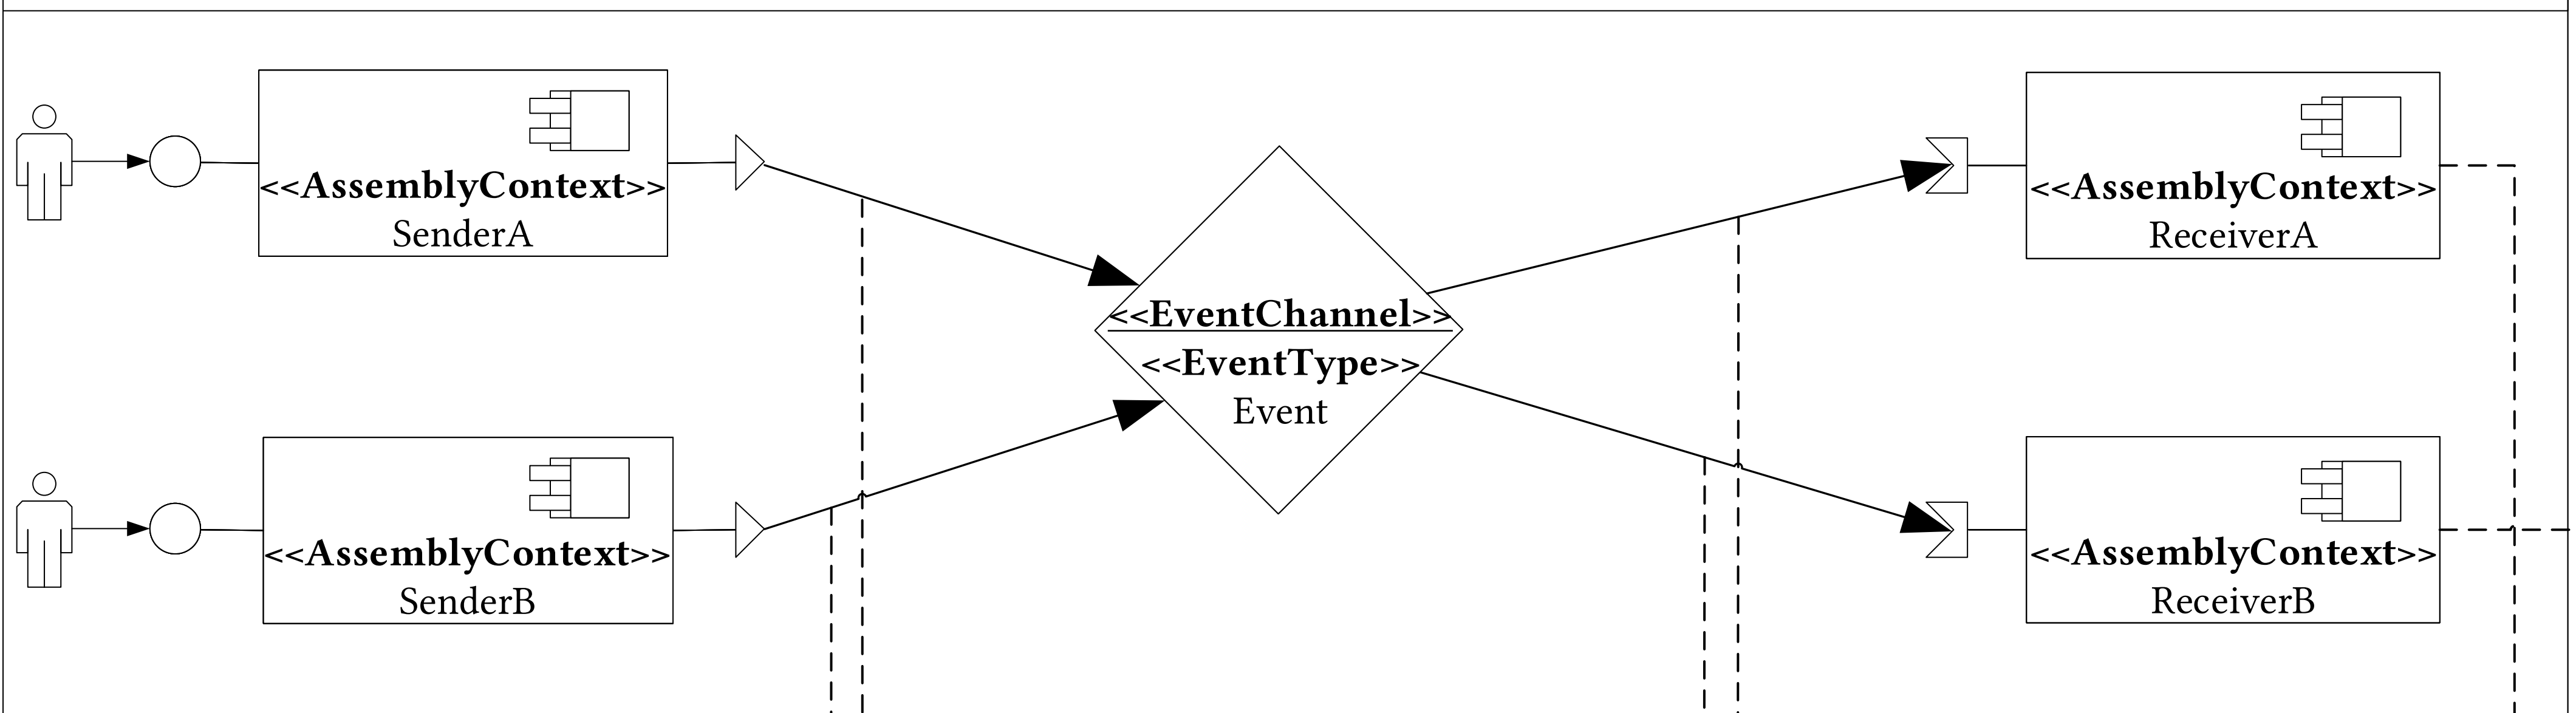 <<AssemblyContext>>
SenderA
<<AssemblyContext>>
SenderB
<<EventChannel>>
<<EventType>>
Event
<<AssemblyContext>>
ReceiverA
<<AssemblyContext>>
ReceiverB